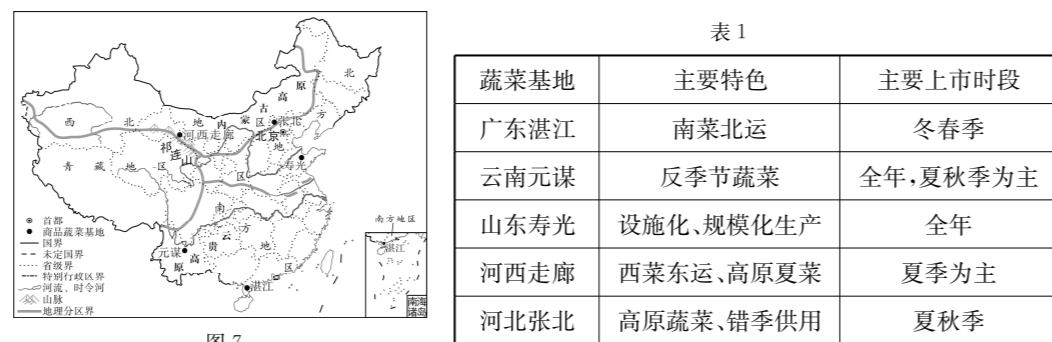 西 北 地 区
内 蒙 古 高 原
北 方 地 区
张北
北京
河西走廊
祁连山
寿光
青 藏 地 区
南 方 地 区
云 贵 高 原
元谋
湛江
南方地区
湛江
南海诸岛
首都
商品蔬菜基地
国界
未定国界
省级界
特别行政区界
河流、时令河
山脉
地理分区界
图 7
表 1
蔬菜基地 主要特色 主要上市时段
广东湛江 南菜北运 冬春季
云南元谋 反季节蔬菜 全年,夏秋季为主
山东寿光 设施化、规模化生产 全年
河西走廊 西菜东运、高原夏菜 夏季为主
河北张北 高原蔬菜、错季供用 夏秋季